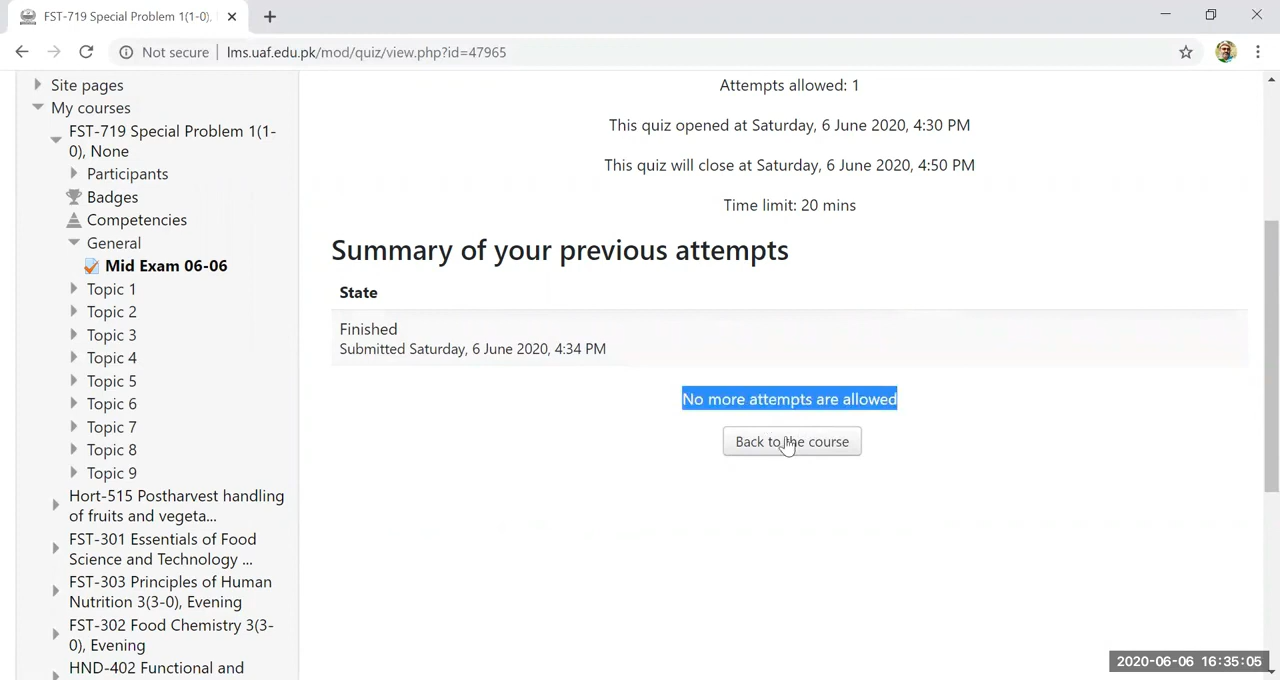 FST-719 Special Problem 1(1-0),
Not secure
lms.uaf.edu.pk/mod/quiz/view.php?id=47965
Site pages
My courses
FST-719 Special Problem 1(1-
0), None
Participants
Badges
Competencies
General
Mid Exam 06-06
Topic 1
Topic 2
Topic 3
Topic 4
Topic 5
Topic 6
Topic 7
Topic 8
Topic 9
Hort-515 Postharvest handling
of fruits and vegeta...
FST-301 Essentials of Food
Science and Technology ...
FST-303 Principles of Human
Nutrition 3(3-0), Evening
FST-302 Food Chemistry 3(3-
0), Evening
HND-402 Functional and
Attempts allowed: 1
This quiz opened at Saturday, 6 June 2020, 4:30 PM
This quiz will close at Saturday, 6 June 2020, 4:50 PM
Time limit: 20 mins
Summary of your previous attempts
State
Finished
Submitted Saturday, 6 June 2020, 4:34 PM
No more attempts are allowed
Back to the course
2020-06-06 16:35:05